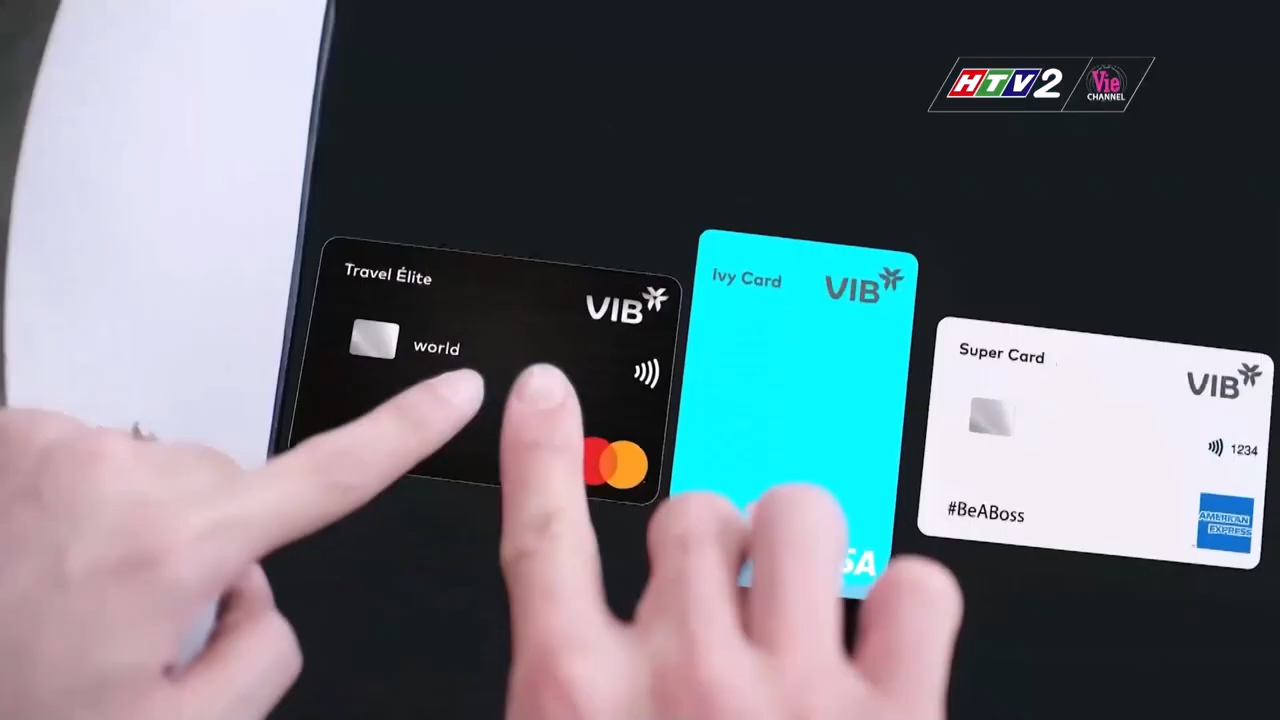 HTV2
Vie
CHANNEL
Travel Élite
VIB
world
Ivy Card
VIB
Super Card
VIB
1234
#BeABoss
AMERICAN
EXPRESS